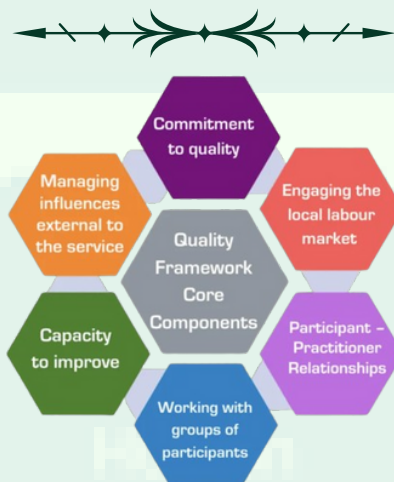 Commitment
to quality
Managing
influences
external to
the service
Engaging the
local labour
market
Quality
Framework
Core
Components
Capacity
to improve
Participant –
Practitioner
Relationships
Working with
groups of
participants